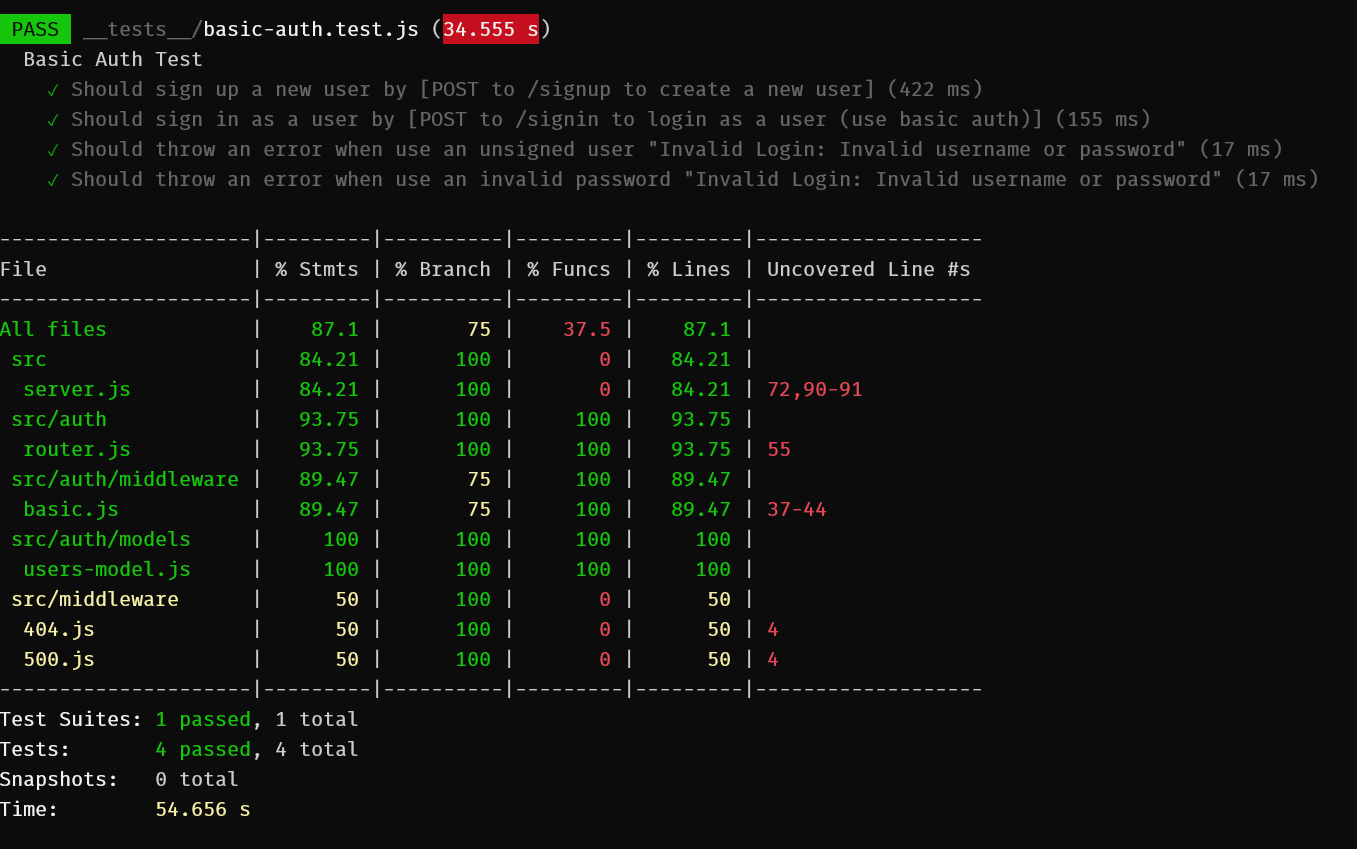 PASS __tests__/basic-auth.test.js (34.555 s)
  Basic Auth Test
    ✓ Should sign up a new user by [POST to /signup to create a new user] (422 ms)
    ✓ Should sign in as a user by [POST to /signin to login as a user (use basic auth)] (155 ms)
    ✓ Should throw an error when use an unsigned user "Invalid Login: Invalid username or password" (17 ms)
    ✓ Should throw an error when use an invalid password "Invalid Login: Invalid username or password" (17 ms)

---------------------|---------|----------|---------|---------|-------------------
File                 | % Stmts | % Branch | % Funcs | % Lines | Uncovered Line #s
---------------------|---------|----------|---------|---------|-------------------
All files            |    87.1 |       75 |    37.5 |    87.1 |
 src                 |   84.21 |      100 |       0 |   84.21 |
  server.js          |   84.21 |      100 |       0 |   84.21 | 72,90-91
 src/auth            |   93.75 |      100 |     100 |   93.75 |
  router.js          |   93.75 |      100 |     100 |   93.75 | 55
 src/auth/middleware |   89.47 |       75 |     100 |   89.47 |
  basic.js           |   89.47 |       75 |     100 |   89.47 | 37-44
 src/auth/models     |     100 |      100 |     100 |     100 |
  users-model.js     |     100 |      100 |     100 |     100 |
 src/middleware      |      50 |      100 |       0 |      50 |
  404.js             |      50 |      100 |       0 |      50 | 4
  500.js             |      50 |      100 |       0 |      50 | 4
---------------------|---------|----------|---------|---------|-------------------
Test Suites: 1 passed, 1 total
Tests:       4 passed, 4 total
Snapshots:   0 total
Time:        54.656 s